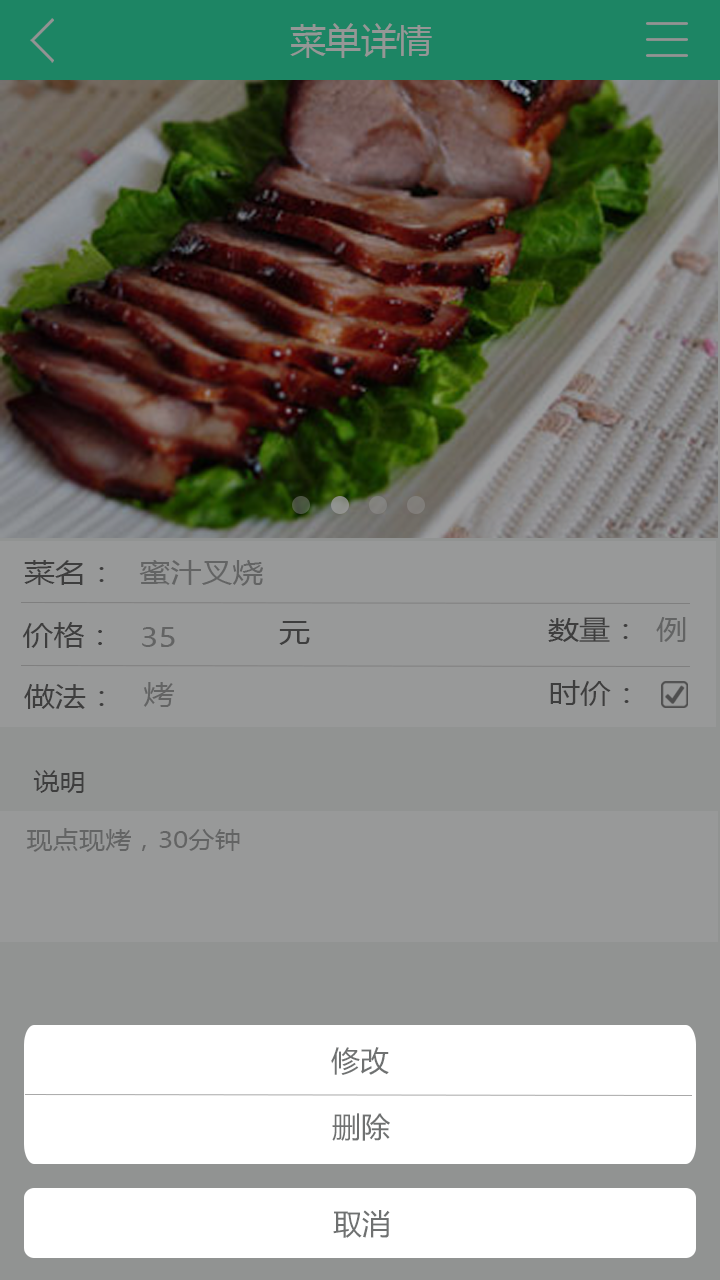 菜单详情
菜名： 蜜汁叉烧
价格： 35 元 数量： 例
做法： 烤 时价：
说明
现点现烤，30分钟
修改
删除
取消